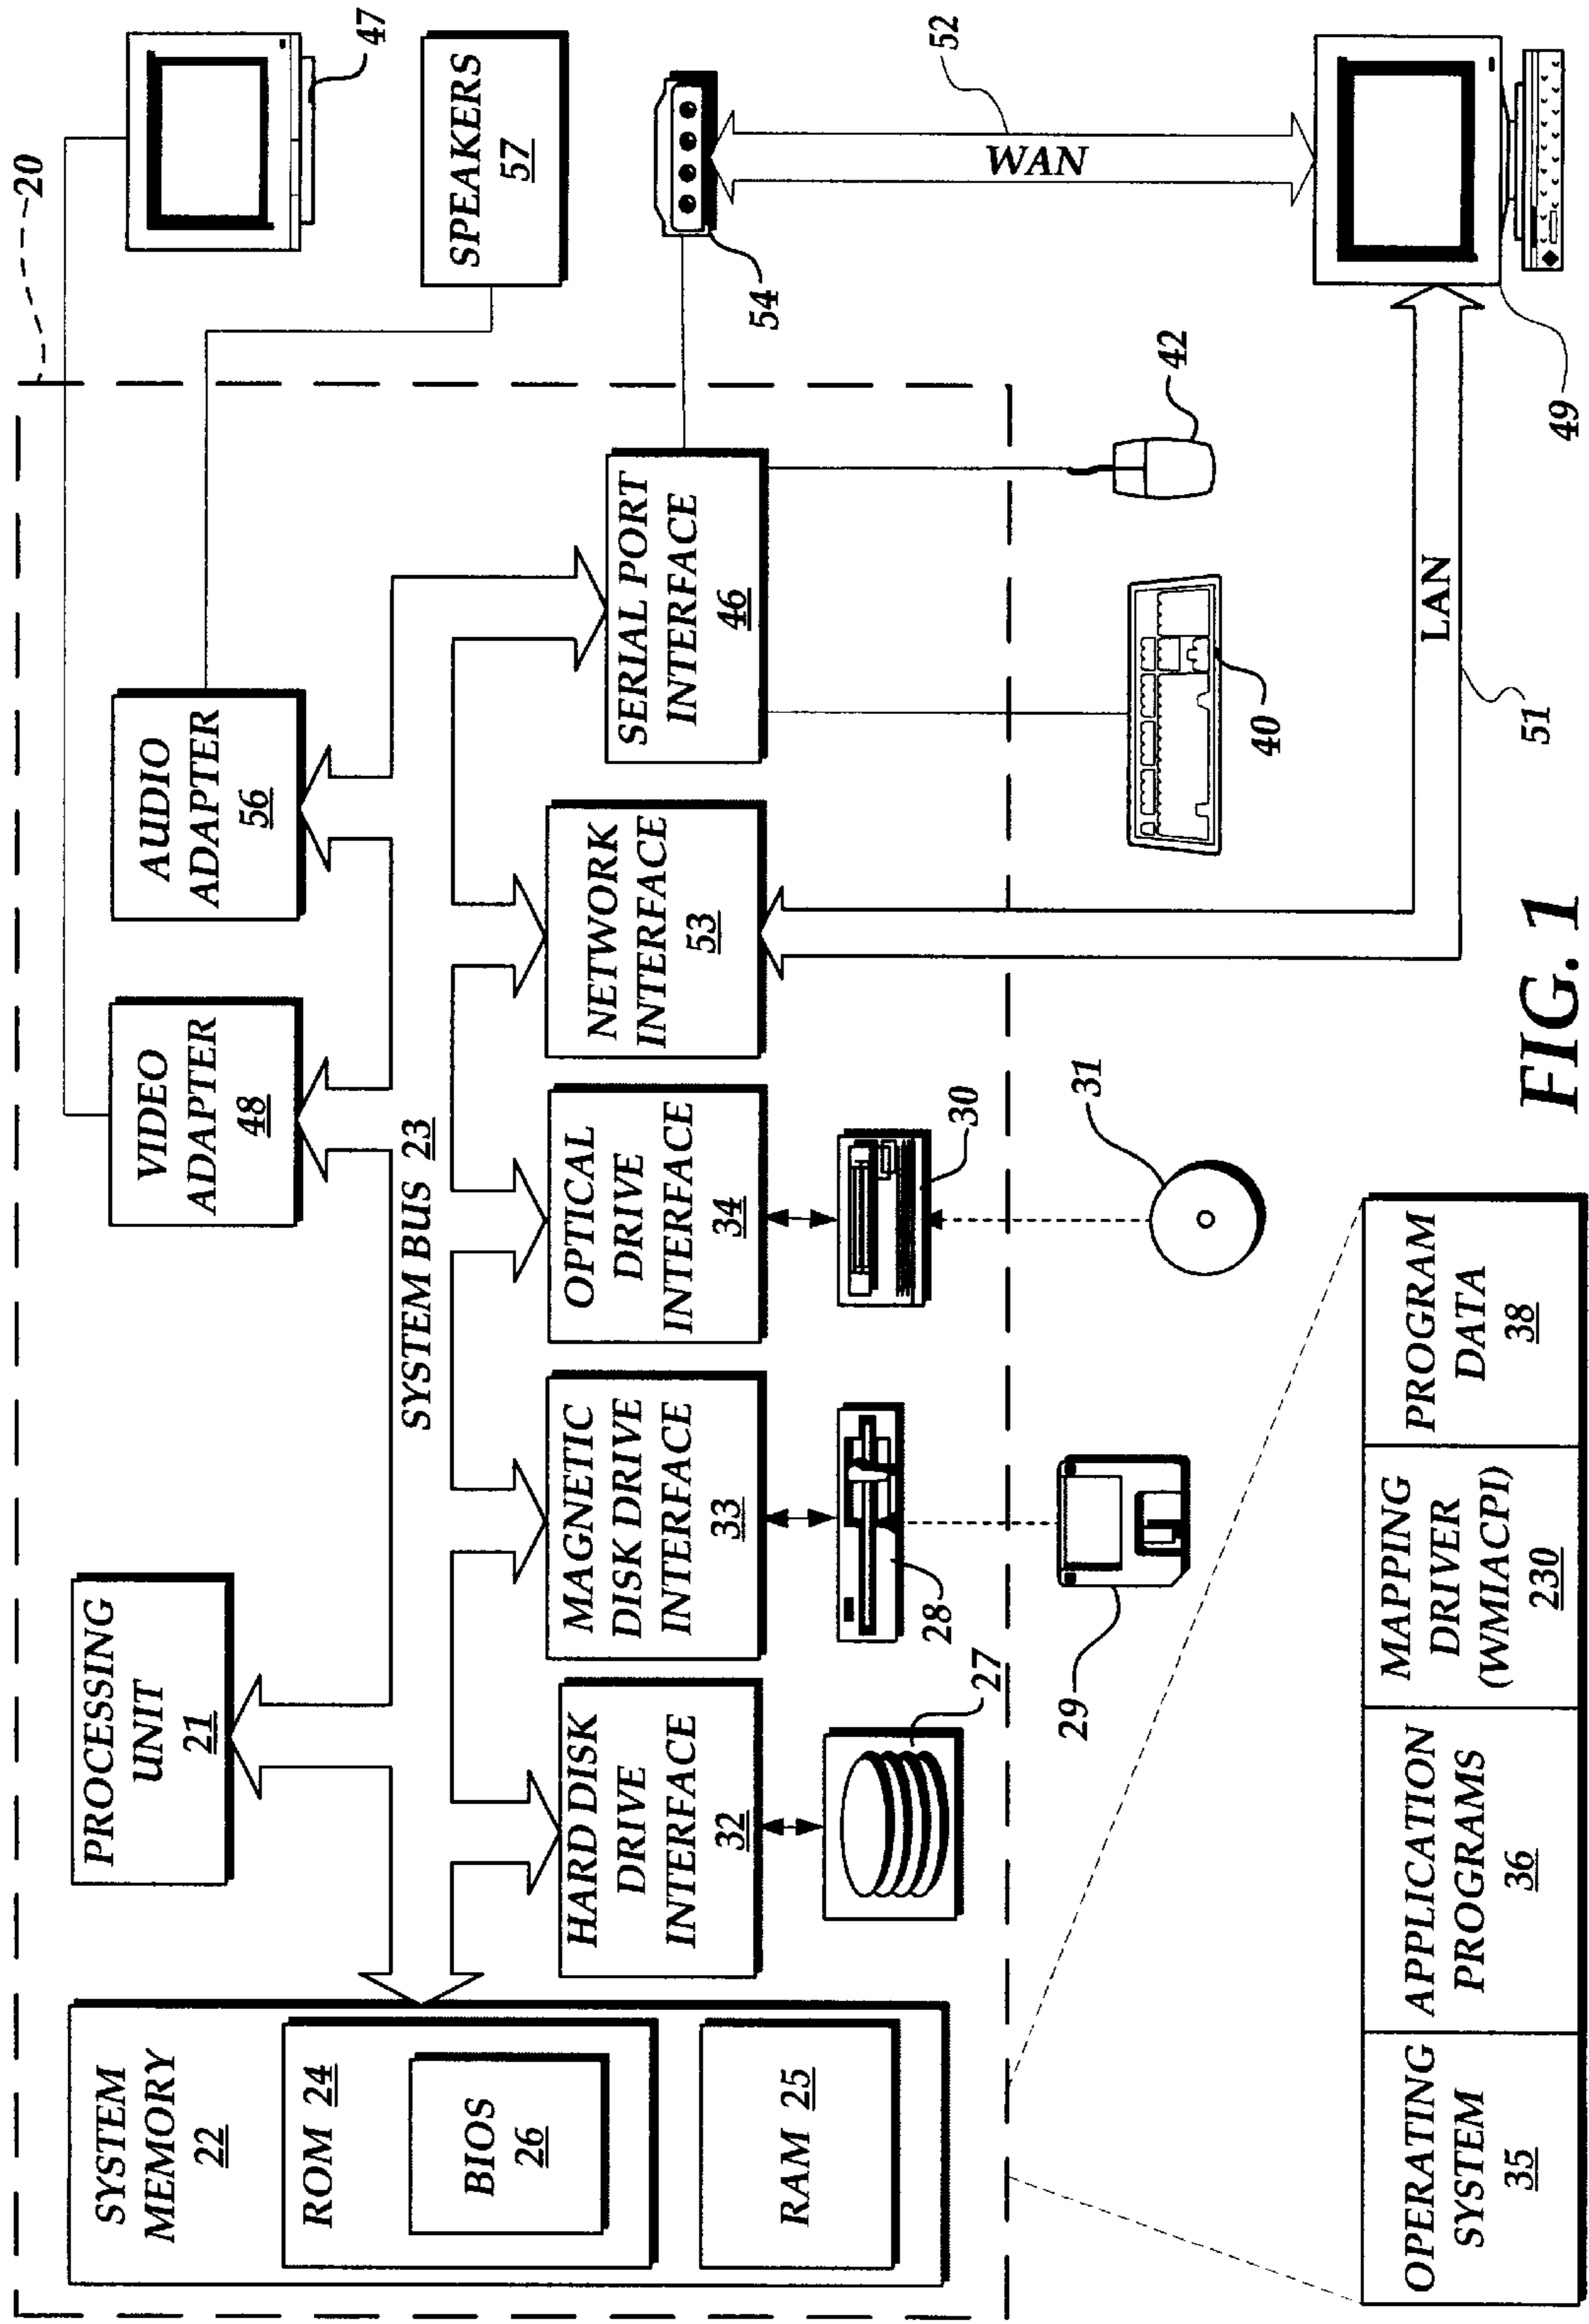 20
47
SYSTEM
MEMORY
22
ROM 24
BIOS
26
RAM 25
PROCESSING
UNIT
21
VIDEO
ADAPTER
48
AUDIO
ADAPTER
56
SPEAKERS
57
SYSTEM BUS 23
HARD DISK
DRIVE
INTERFACE
32
MAGNETIC
DISK DRIVE
INTERFACE
33
OPTICAL
DRIVE
INTERFACE
34
NETWORK
INTERFACE
53
SERIAL PORT
INTERFACE
46
54
27
28
30
WAN
52
29
31
40
42
LAN
51
49
OPERATING
SYSTEM
35
APPLICATION
PROGRAMS
36
MAPPING
DRIVER
(WMIACPI)
230
PROGRAM
DATA
38
FIG. 1